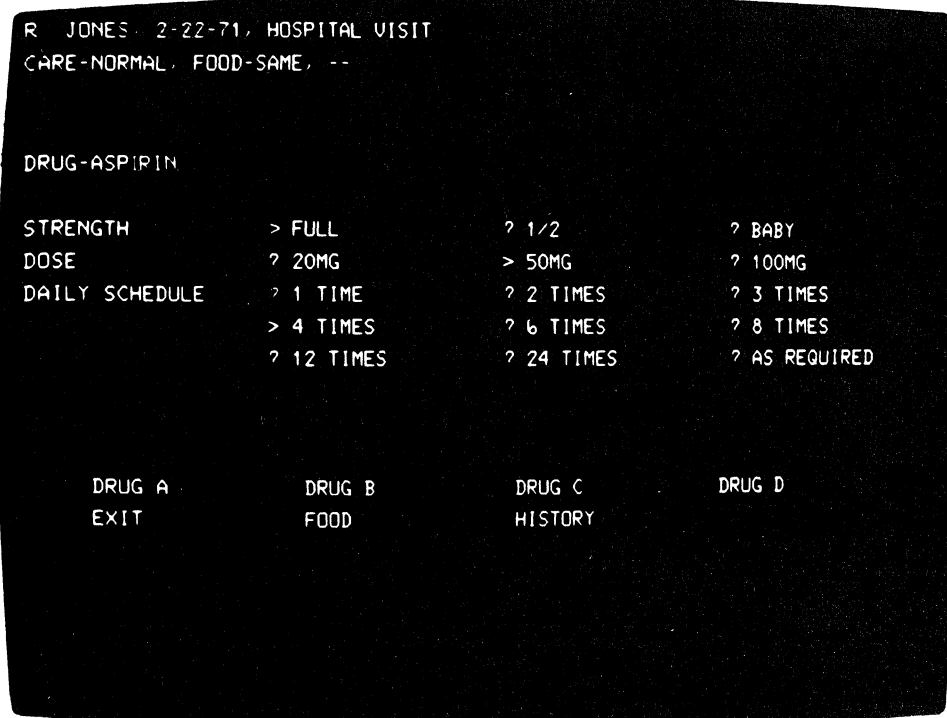 R JONES. 2-22-71, HOSPITAL VISIT
CARE-NORMAL, FOOD-SAME, --
DRUG-ASPIRIN
STRENGTH > FULL ? 1/2 ? BABY
DOSE ? 20MG > 50MG ? 100MG
DAILY SCHEDULE ? 1 TIME ? 2 TIMES ? 3 TIMES
> 4 TIMES ? 6 TIMES ? 8 TIMES
? 12 TIMES ? 24 TIMES ? AS REQUIRED
DRUG A DRUG B DRUG C DRUG D
EXIT FOOD HISTORY